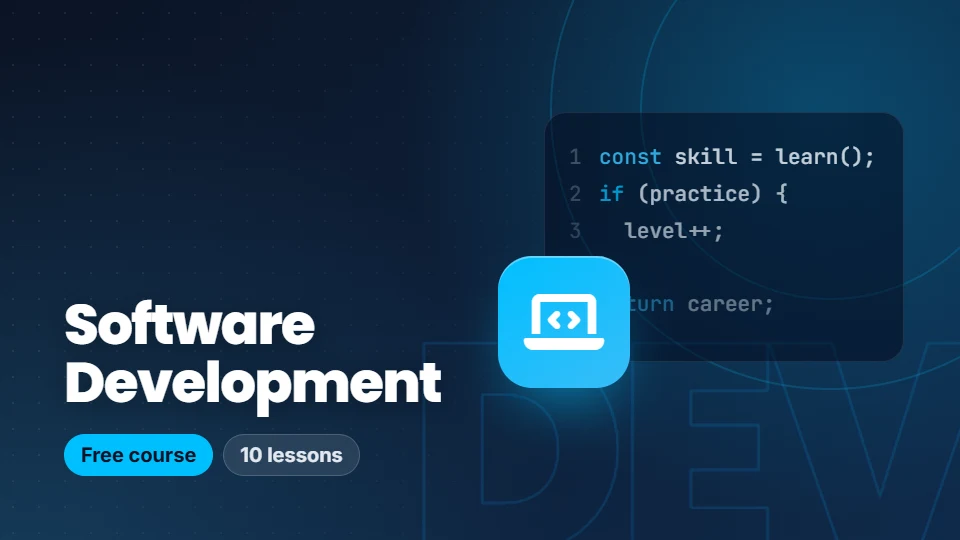 1 const skill = learn();
2 if (practice) {
3 level++;
turn career;
Software
Development
Free course
10 lessons
DEV